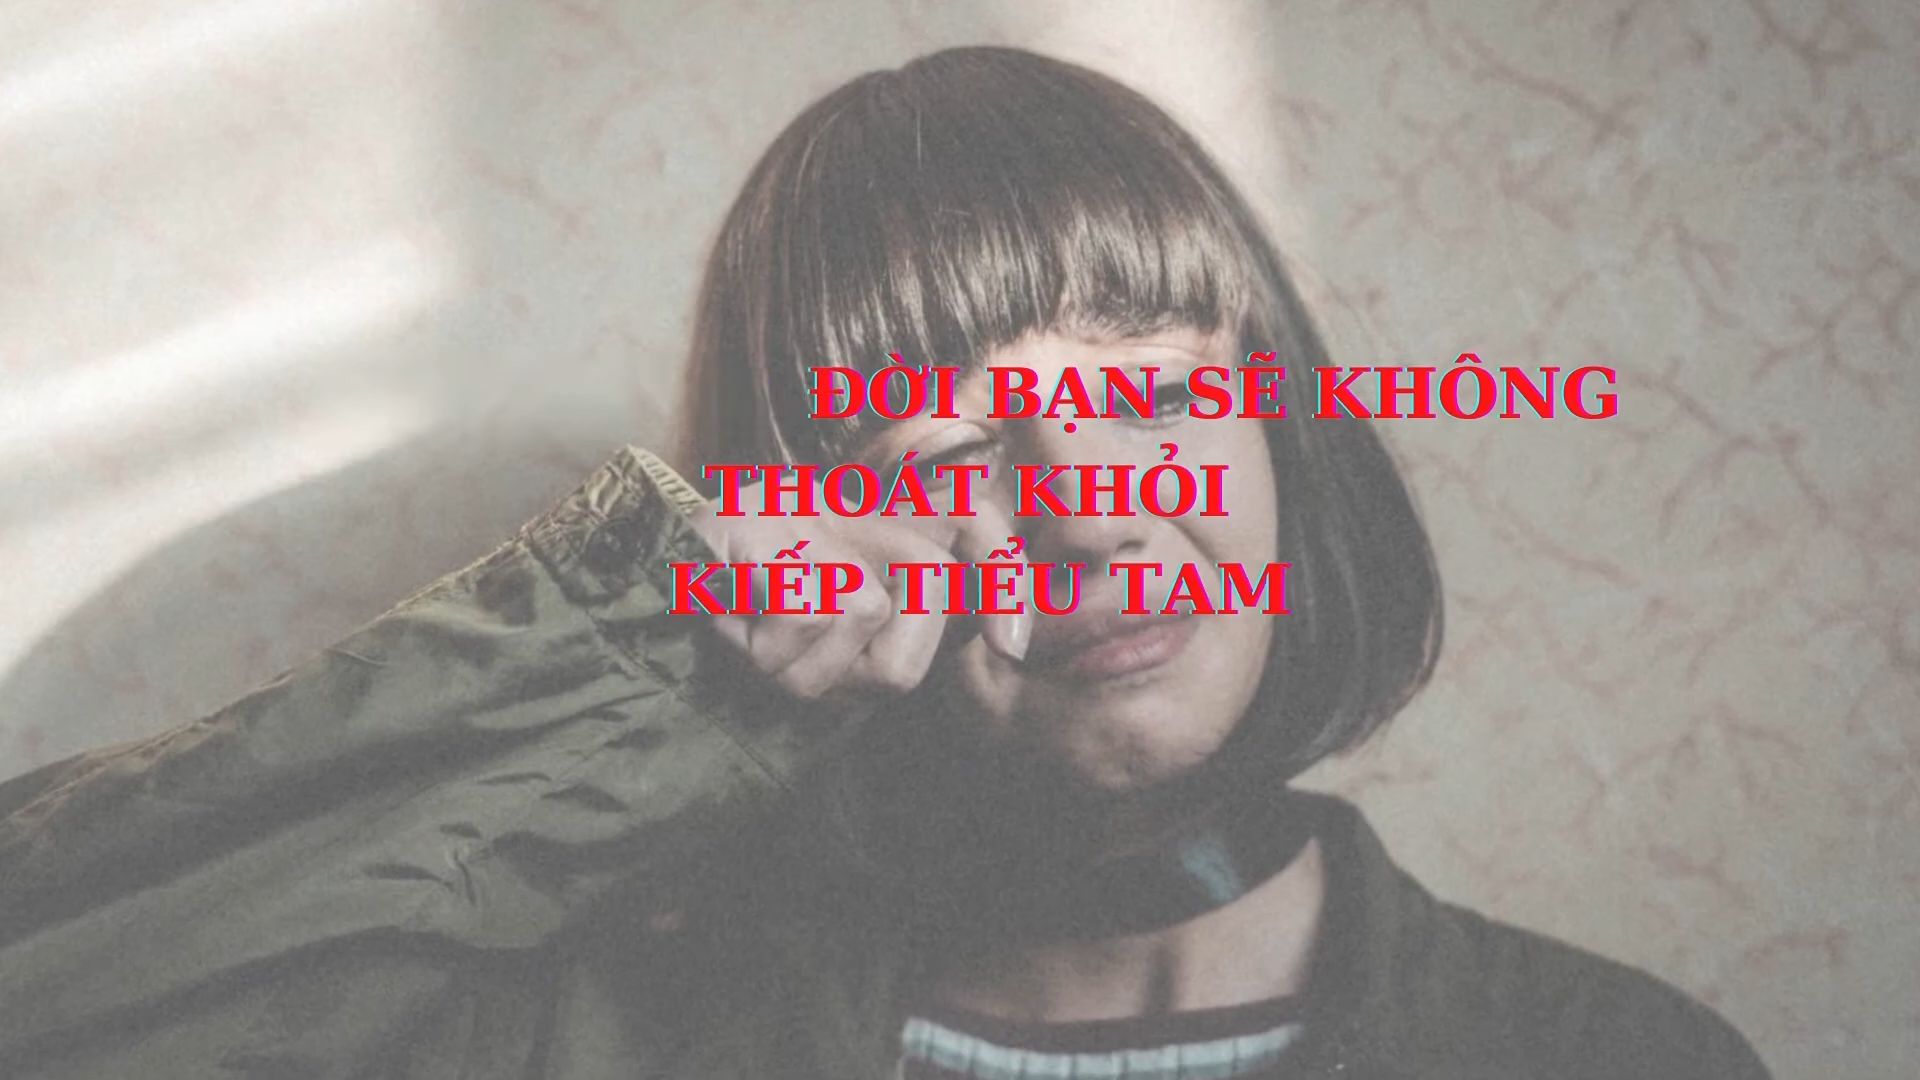 ĐỜI BẠN SẼ KHÔNG
THOÁT KHỎI
KIẾP TIỂU TAM